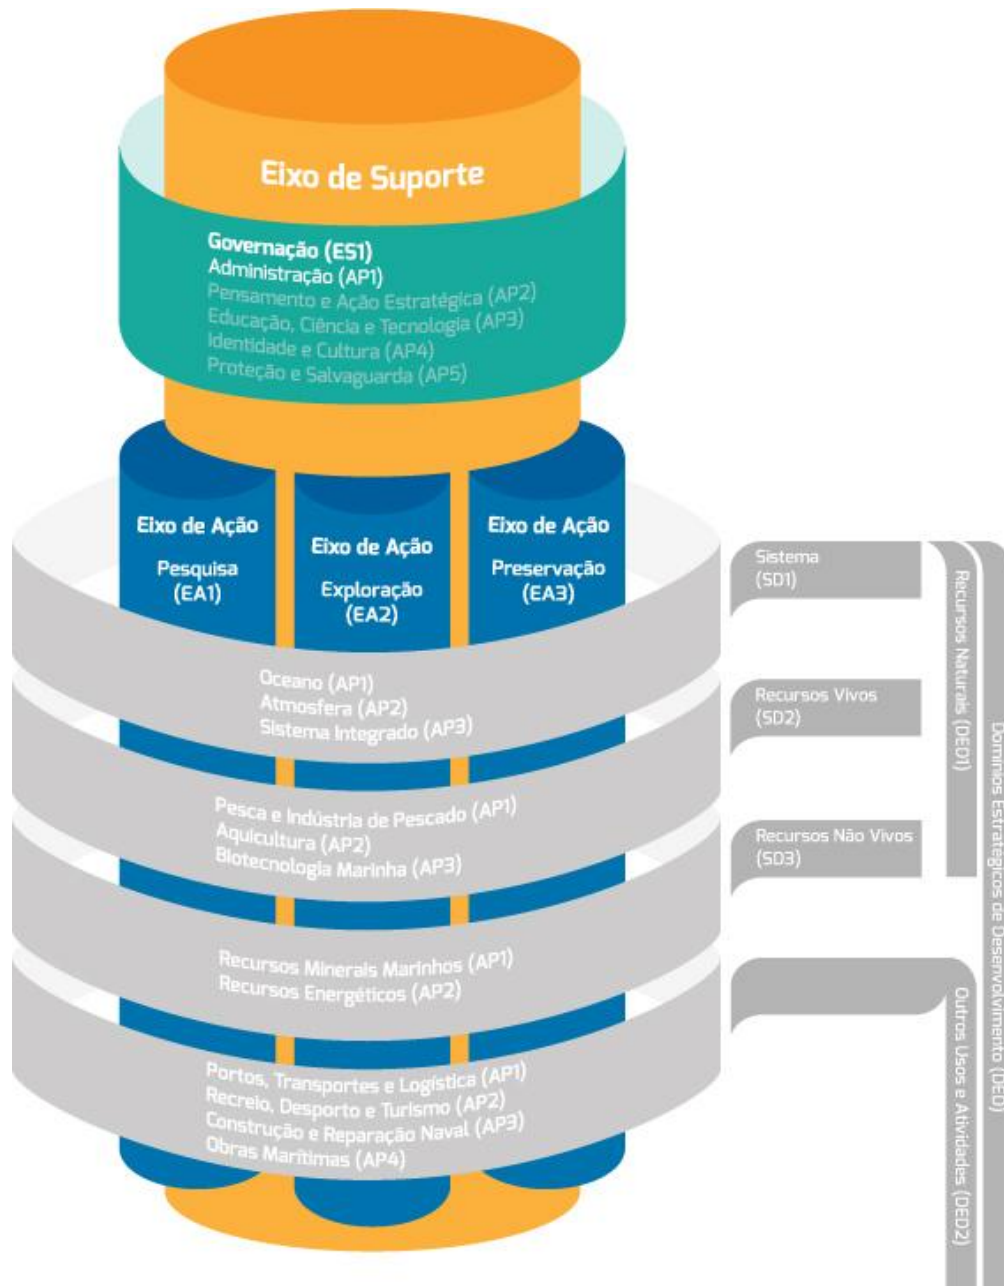 Eixo de Suporte
Governação (ES1)
Administração (AP1)
Pensamento e Ação Estratégica (AP2)
Educação, Ciência e Tecnologia (AP3)
Identidade e Cultura (AP4)
Proteção e Salvaguarda (AP5)
Eixo de Ação
Pesquisa
(EA1)
Eixo de Ação
Exploração
(EA2)
Eixo de Ação
Preservação
(EA3)
Oceano (AP1)
Atmosfera (AP2)
Sistema Integrado (AP3)
Pesca e Indústria de Pescado (AP1)
Aquicultura (AP2)
Biotecnologia Marinha (AP3)
Recursos Minerais Marinhos (AP1)
Recursos Energéticos (AP2)
Portos, Transportes e Logística (AP1)
Recreio, Desporto e Turismo (AP2)
Construção e Reparação Naval (AP3)
Obras Marítimas (AP4)
Sistema
(SD1)
Recursos Vivos
(SD2)
Recursos Não Vivos
(SD3)
Recursos Naturais (DED1)
Outros Usos e Atividades (DED2)
Domínios Estratégicos de Desenvolvimento (DED)